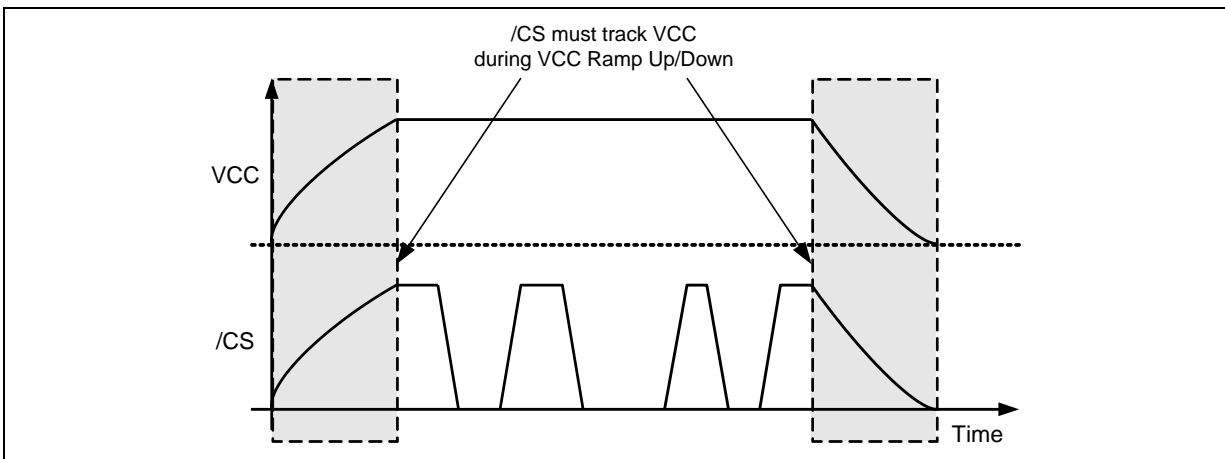 /CS must track VCC
during VCC Ramp Up/Down
VCC
/CS
Time